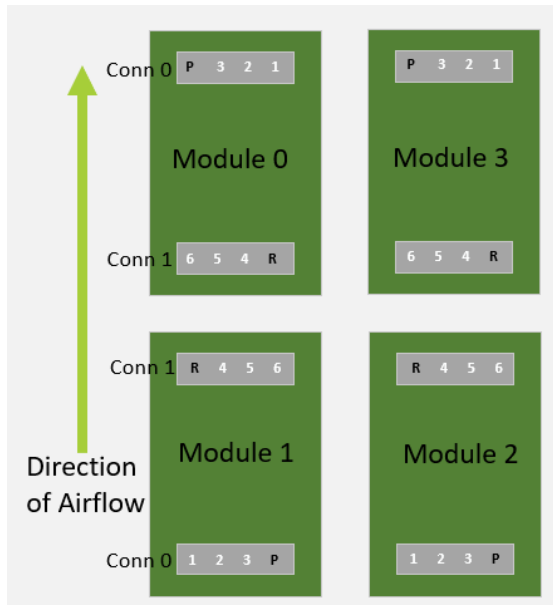 Conn 0 P 3 2 1
P 3 2 1
Module 0
Module 3
Conn 1 6 5 4 R
6 5 4 R
Conn 1 R 4 5 6
R 4 5 6
Module 1
Module 2
Direction
of Airflow
Conn 0 1 2 3 P
1 2 3 P